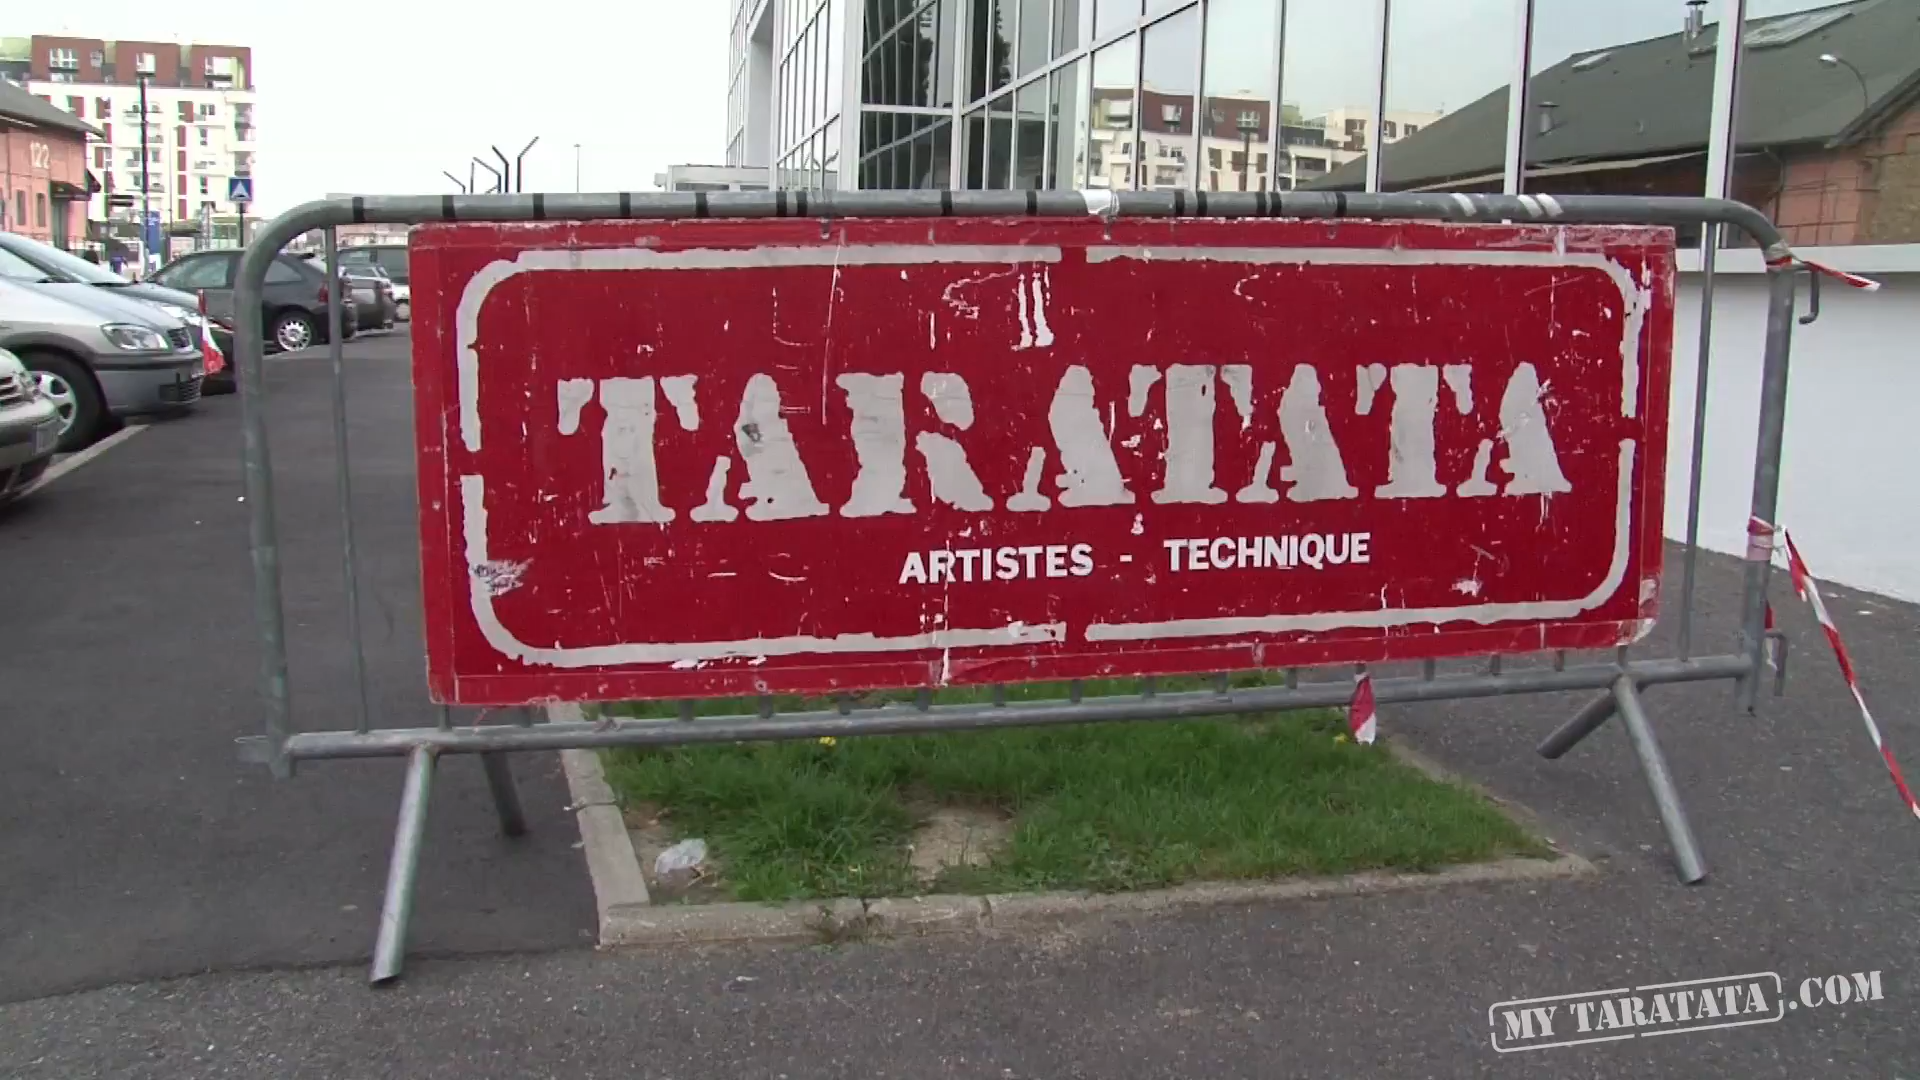 122
TARATATA
ARTISTES - TECHNIQUE
MY TARATATA.COM